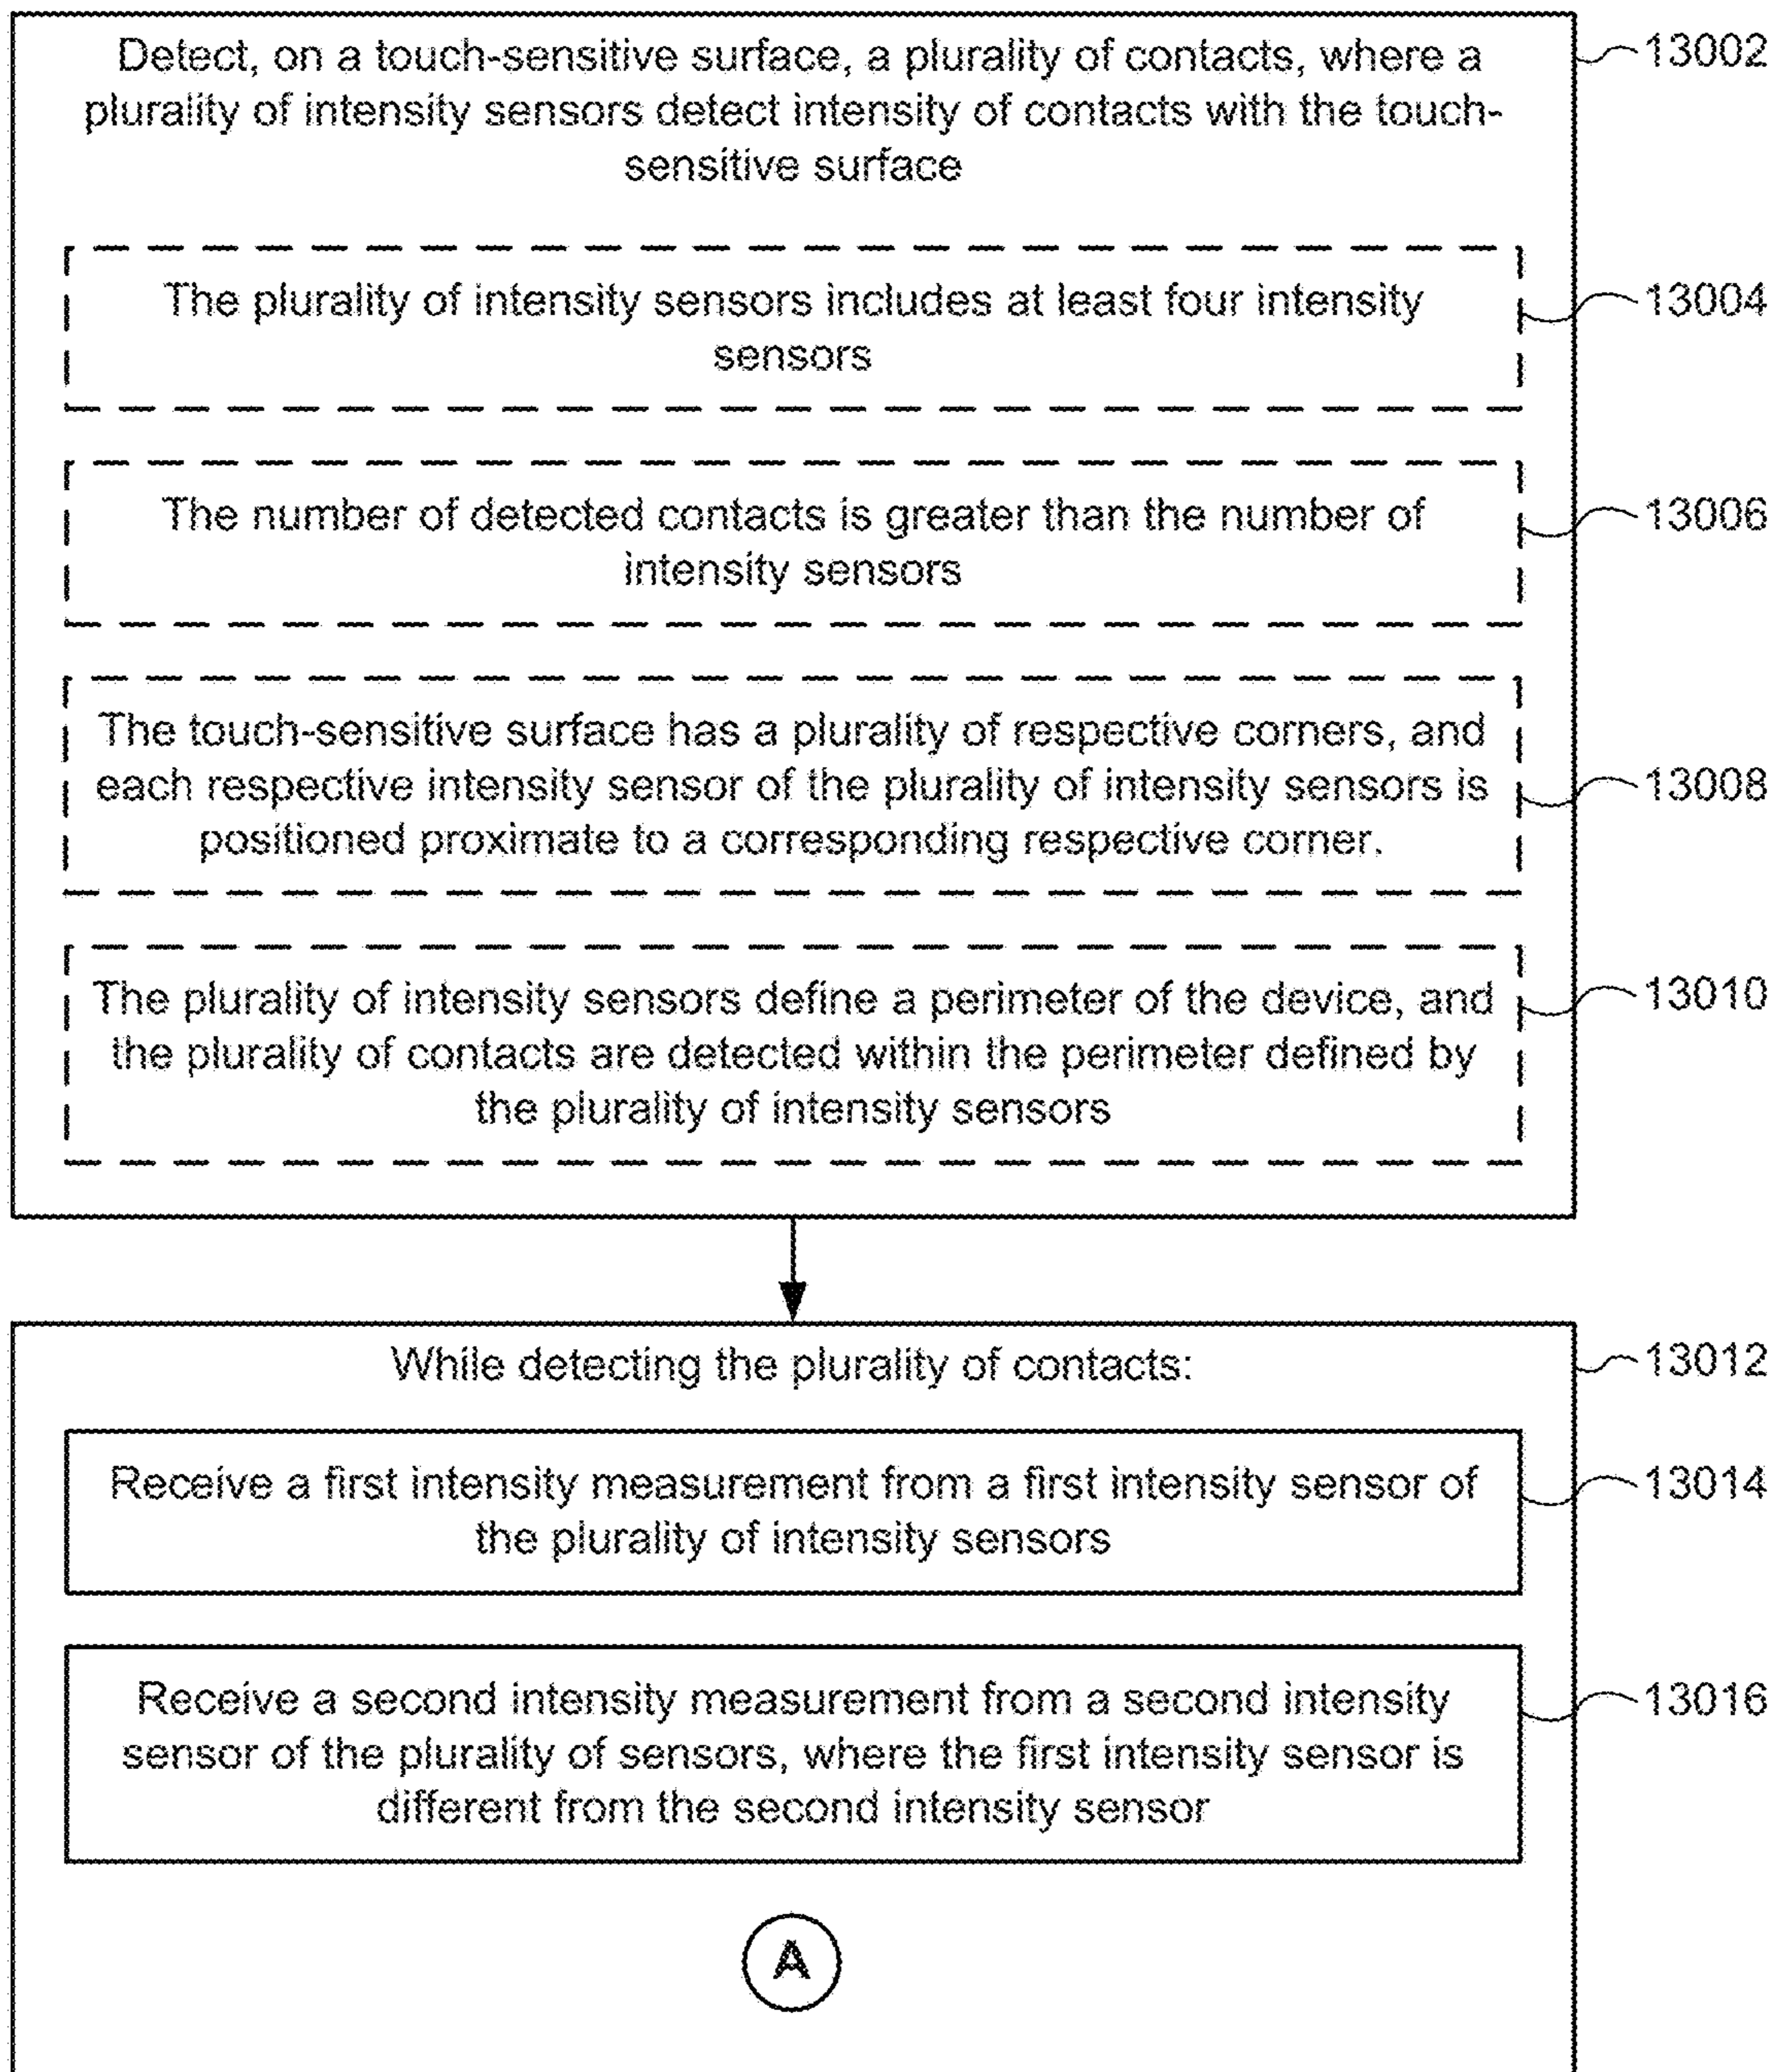 Detect, on a touch-sensitive surface, a plurality of contacts, where a
plurality of intensity sensors detect intensity of contacts with the touch-
sensitive surface
13002
The plurality of intensity sensors includes at least four intensity
sensors
13004
The number of detected contacts is greater than the number of
intensity sensors
13006
The touch-sensitive surface has a plurality of respective corners, and
each respective intensity sensor of the plurality of intensity sensors is
positioned proximate to a corresponding respective corner.
13008
The plurality of intensity sensors define a perimeter of the device, and
the plurality of contacts are detected within the perimeter defined by
the plurality of intensity sensors
13010
While detecting the plurality of contacts:
13012
Receive a first intensity measurement from a first intensity sensor of
the plurality of intensity sensors
13014
Receive a second intensity measurement from a second intensity
sensor of the plurality of sensors, where the first intensity sensor is
different from the second intensity sensor
13016
A